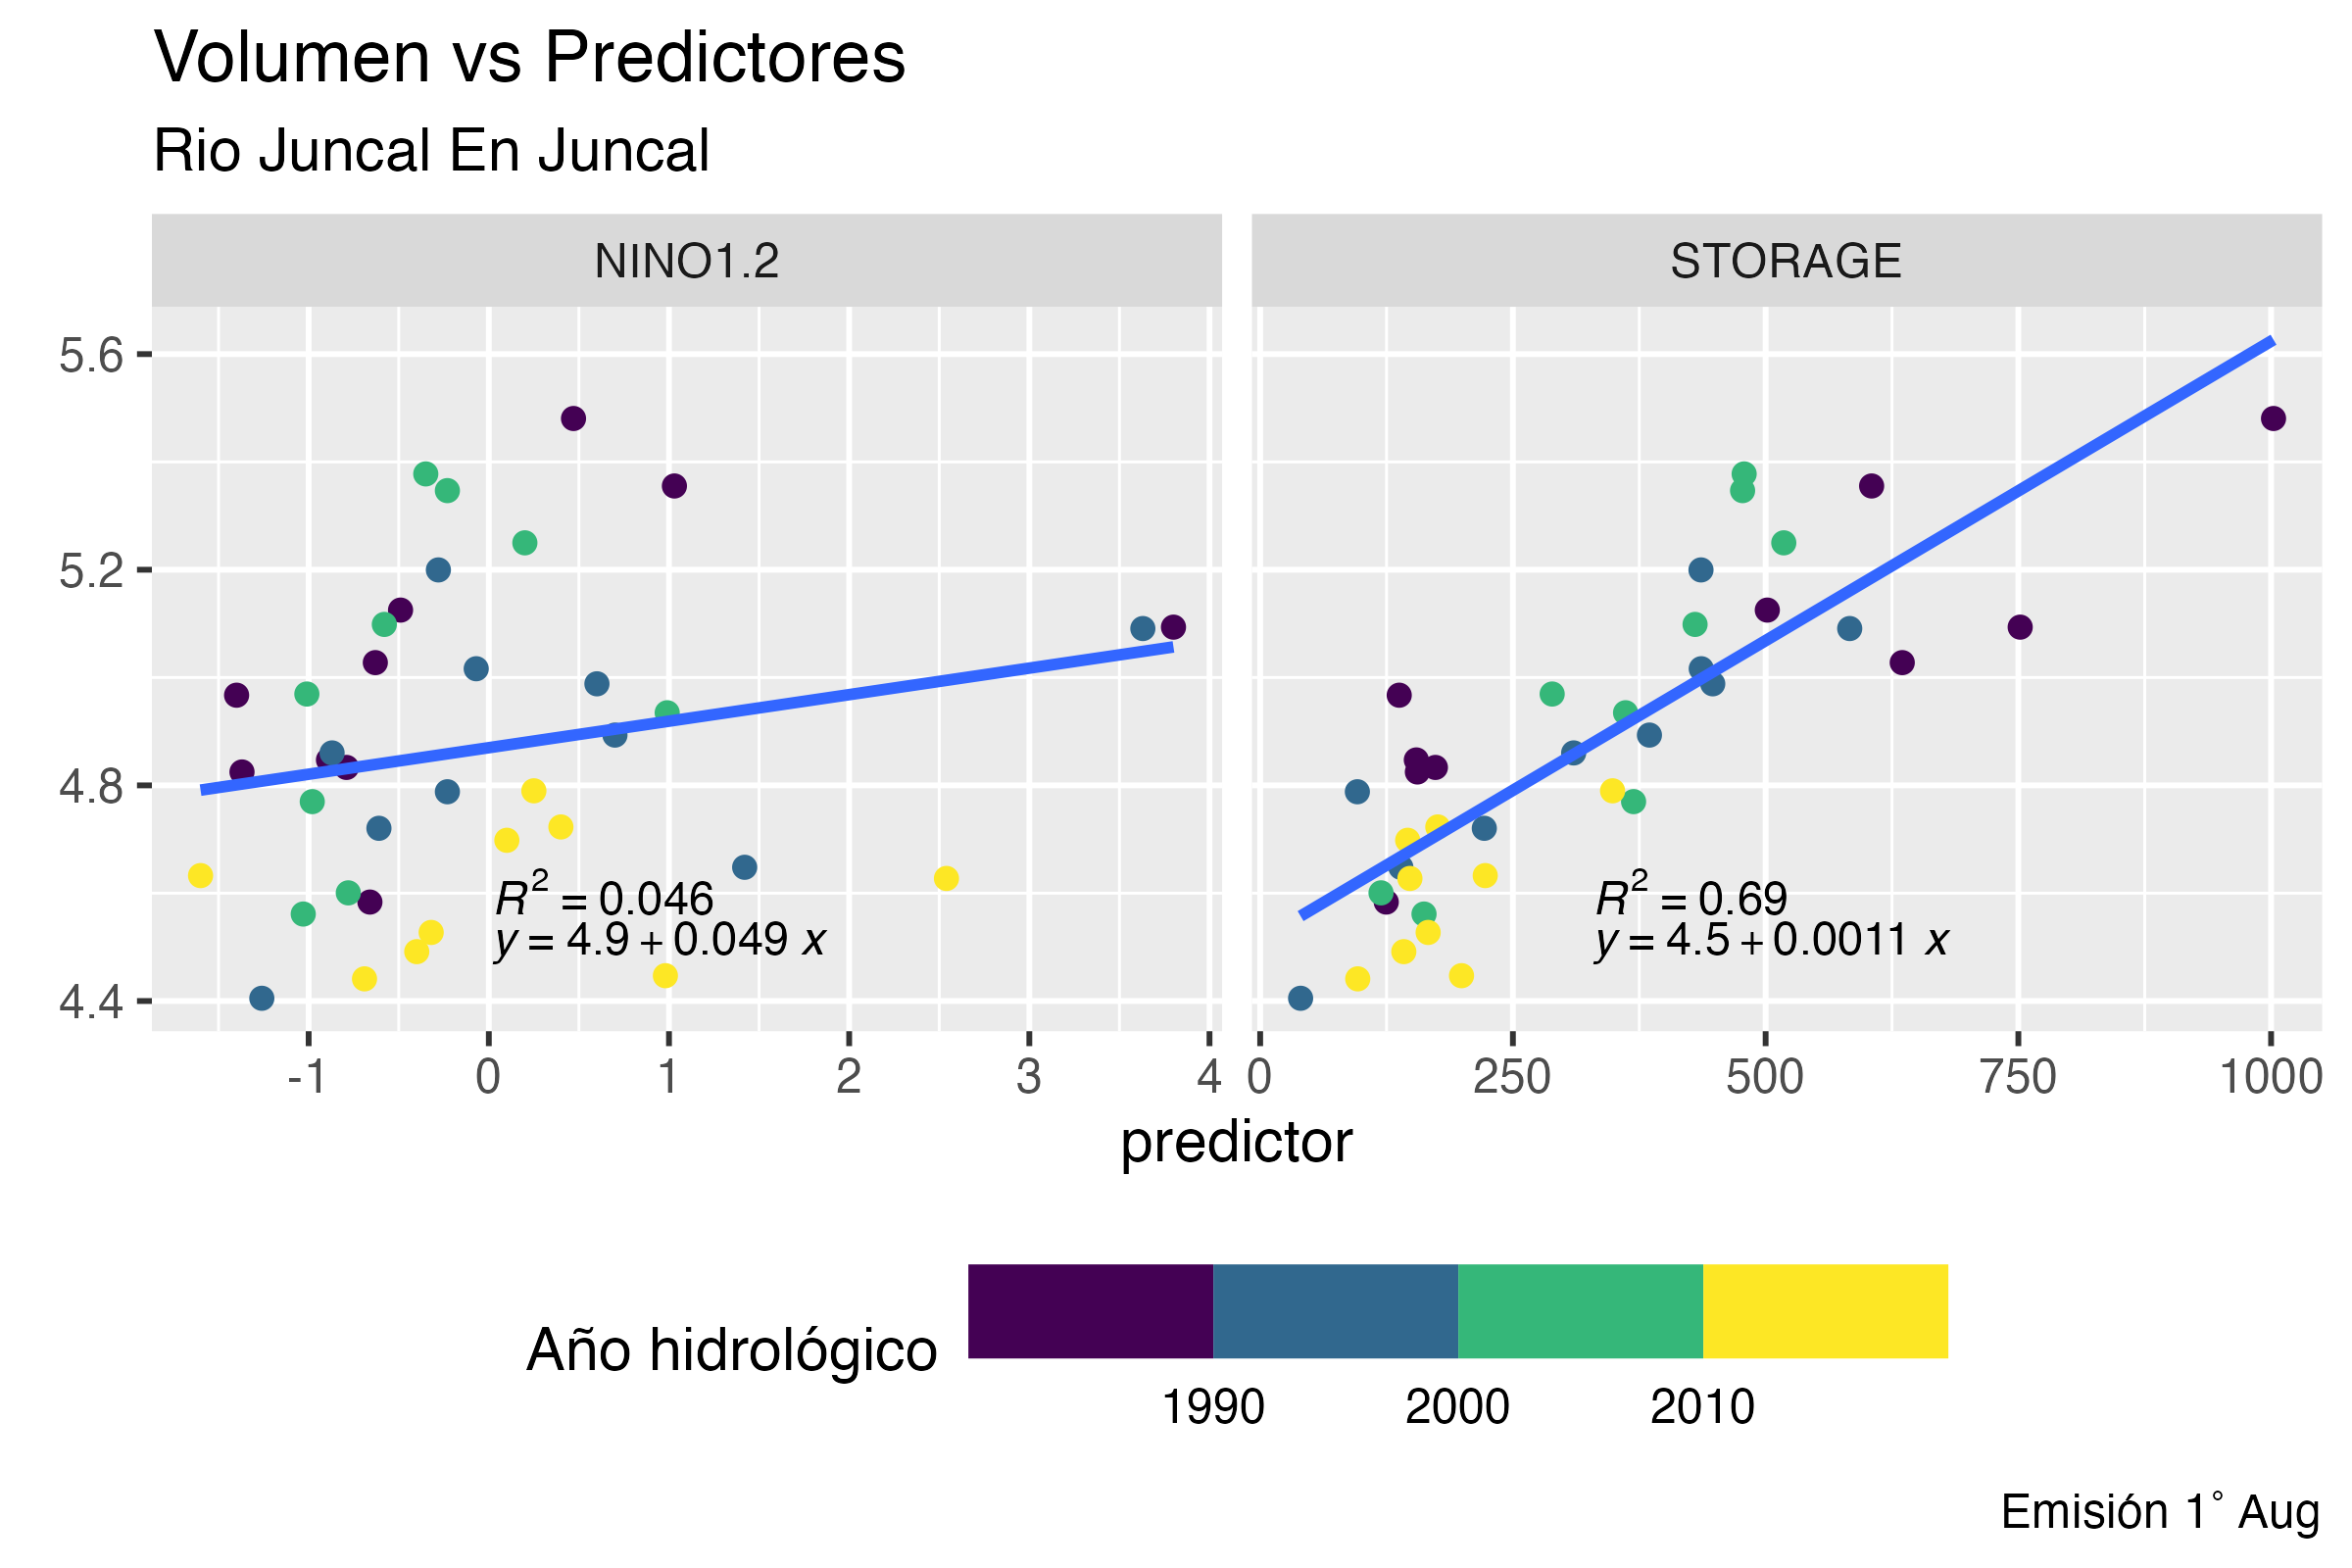 Volumen vs Predictores
Rio Juncal En Juncal
NINO1.2
STORAGE
5.6
5.2
4.8
4.4
R² = 0.046
y = 4.9 + 0.049 x
R² = 0.69
y = 4.5 + 0.0011 x
-1 0 1 2 3 4
0 250 500 750 1000
predictor
Año hidrológico
1990 2000 2010
Emisión 1° Aug